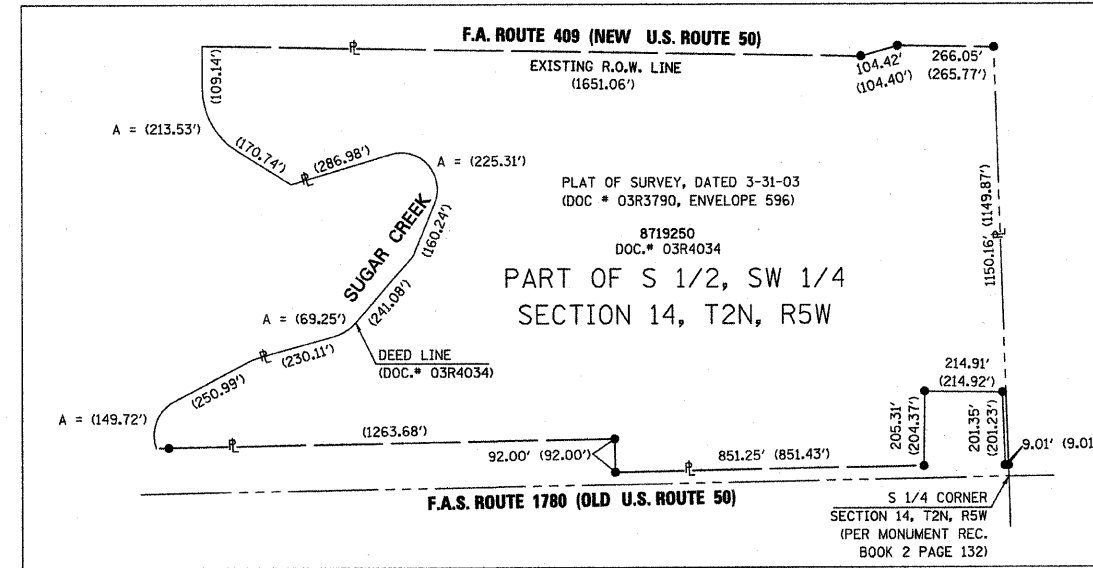 F.A. ROUTE 409 (NEW U.S. ROUTE 50)
EXISTING R.O.W. LINE
(1651.06')
104.42'
(104.40')
266.05'
(265.77')
(109.14')
A = (213.53')
(170.74')
(286.98')
A = (225.31')
(160.24')
SUGAR CREEK
(241.08')
A = (69.25')
(230.11')
(250.99')
A = (149.72')
DEED LINE
(DOC.# 03R4034)
PLAT OF SURVEY, DATED 3-31-03
(DOC # 03R3790, ENVELOPE 596)
8719250
DOC.# 03R4034
PART OF S 1/2, SW 1/4
SECTION 14, T2N, R5W
1150.16' (1149.87')
214.91'
(214.92')
205.31'
(204.37')
201.35'
(201.23')
9.01' (9.01
(1263.68')
92.00' (92.00')
851.25' (851.43')
F.A.S. ROUTE 1780 (OLD U.S. ROUTE 50)
S 1/4 CORNER
SECTION 14, T2N, R5W
(PER MONUMENT REC.
BOOK 2 PAGE 132)